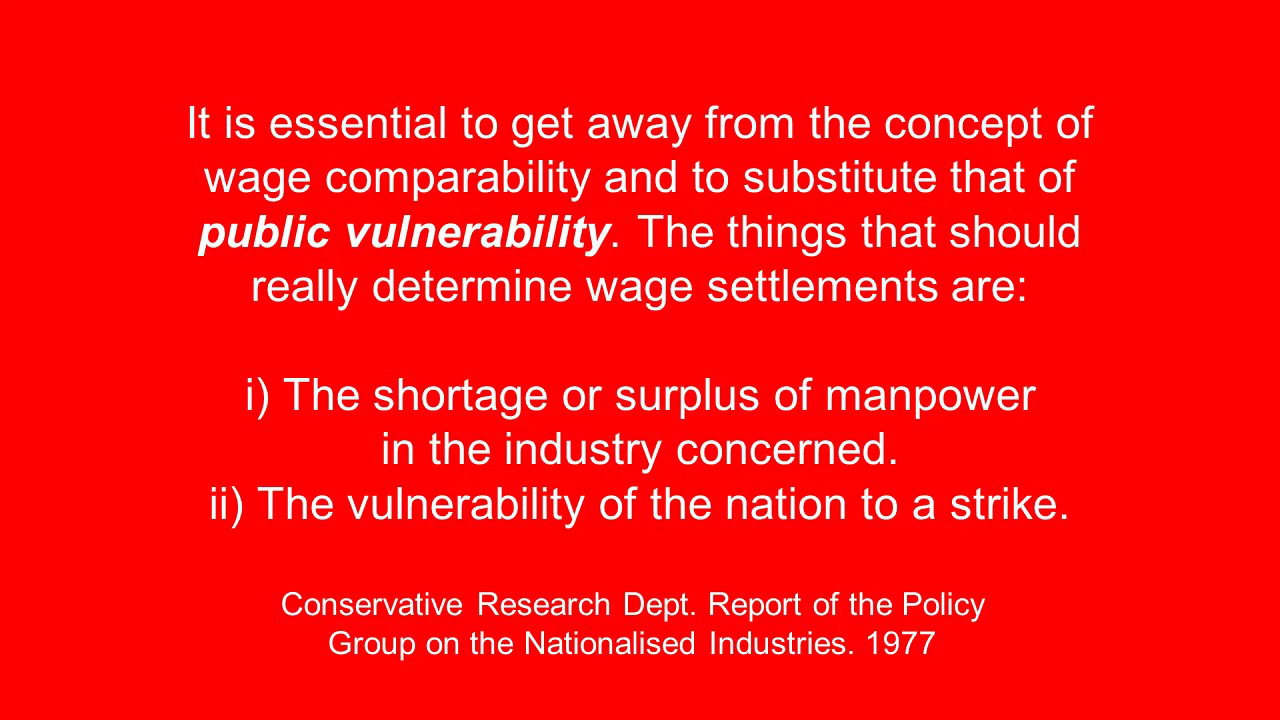 It is essential to get away from the concept of
wage comparability and to substitute that of
public vulnerability. The things that should
really determine wage settlements are:
i) The shortage or surplus of manpower
in the industry concerned.
ii) The vulnerability of the nation to a strike.
Conservative Research Dept. Report of the Policy
Group on the Nationalised Industries. 1977